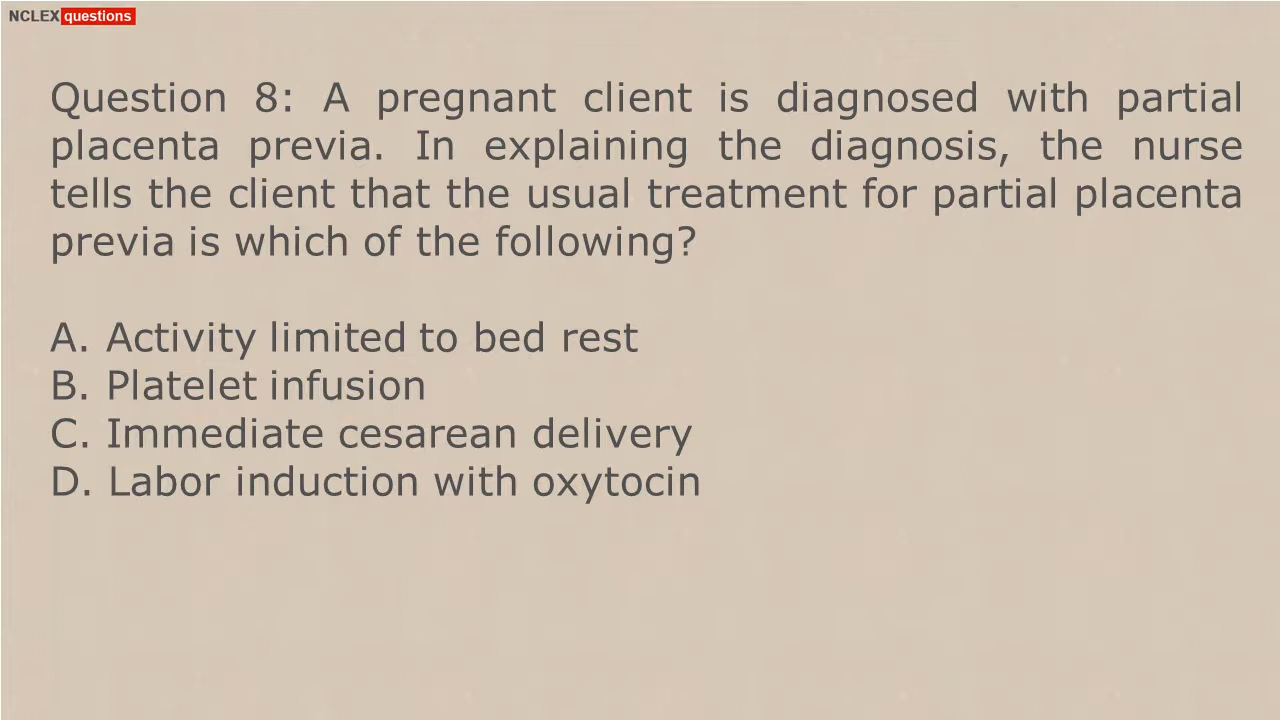 NCLEX questions
Question 8: A pregnant client is diagnosed with partial
placenta previa. In explaining the diagnosis, the nurse
tells the client that the usual treatment for partial placenta
previa is which of the following?
A. Activity limited to bed rest
B. Platelet infusion
C. Immediate cesarean delivery
D. Labor induction with oxytocin